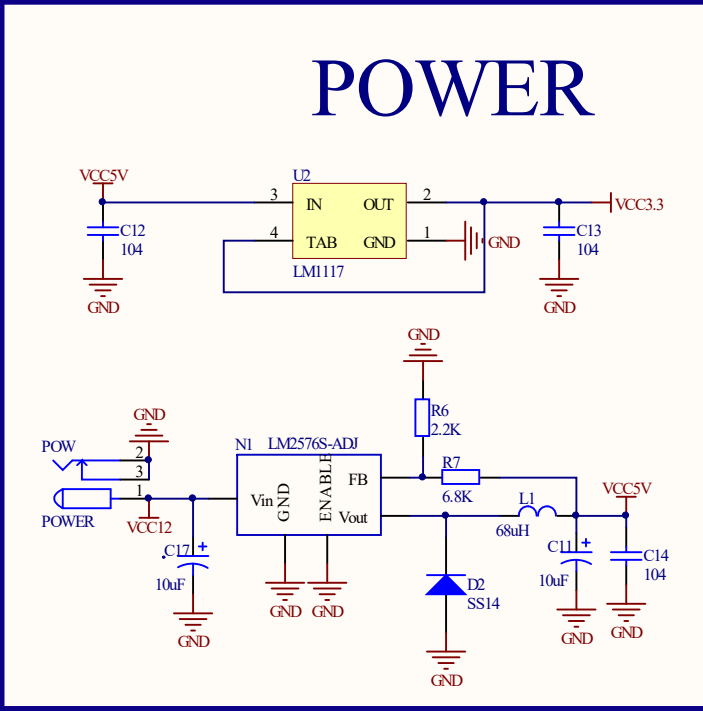 POWER
VCC5V
U2
3
IN
OUT
2
VCC3.3
C12
104
4
TAB
GND
1
GND
C13
104
LM1117
GND
GND
GND
R6
2.2K
GND
POW
2
3
1
POWER
VCC12
N1
LM2576S-ADJ
Vin
GND
ENABLE
FB
Vout
R7
6.8K
L1
68uH
VCC5V
C17
10uF
C11
10uF
C14
104
D2
SS14
GND
GND
GND
GND
GND
GND